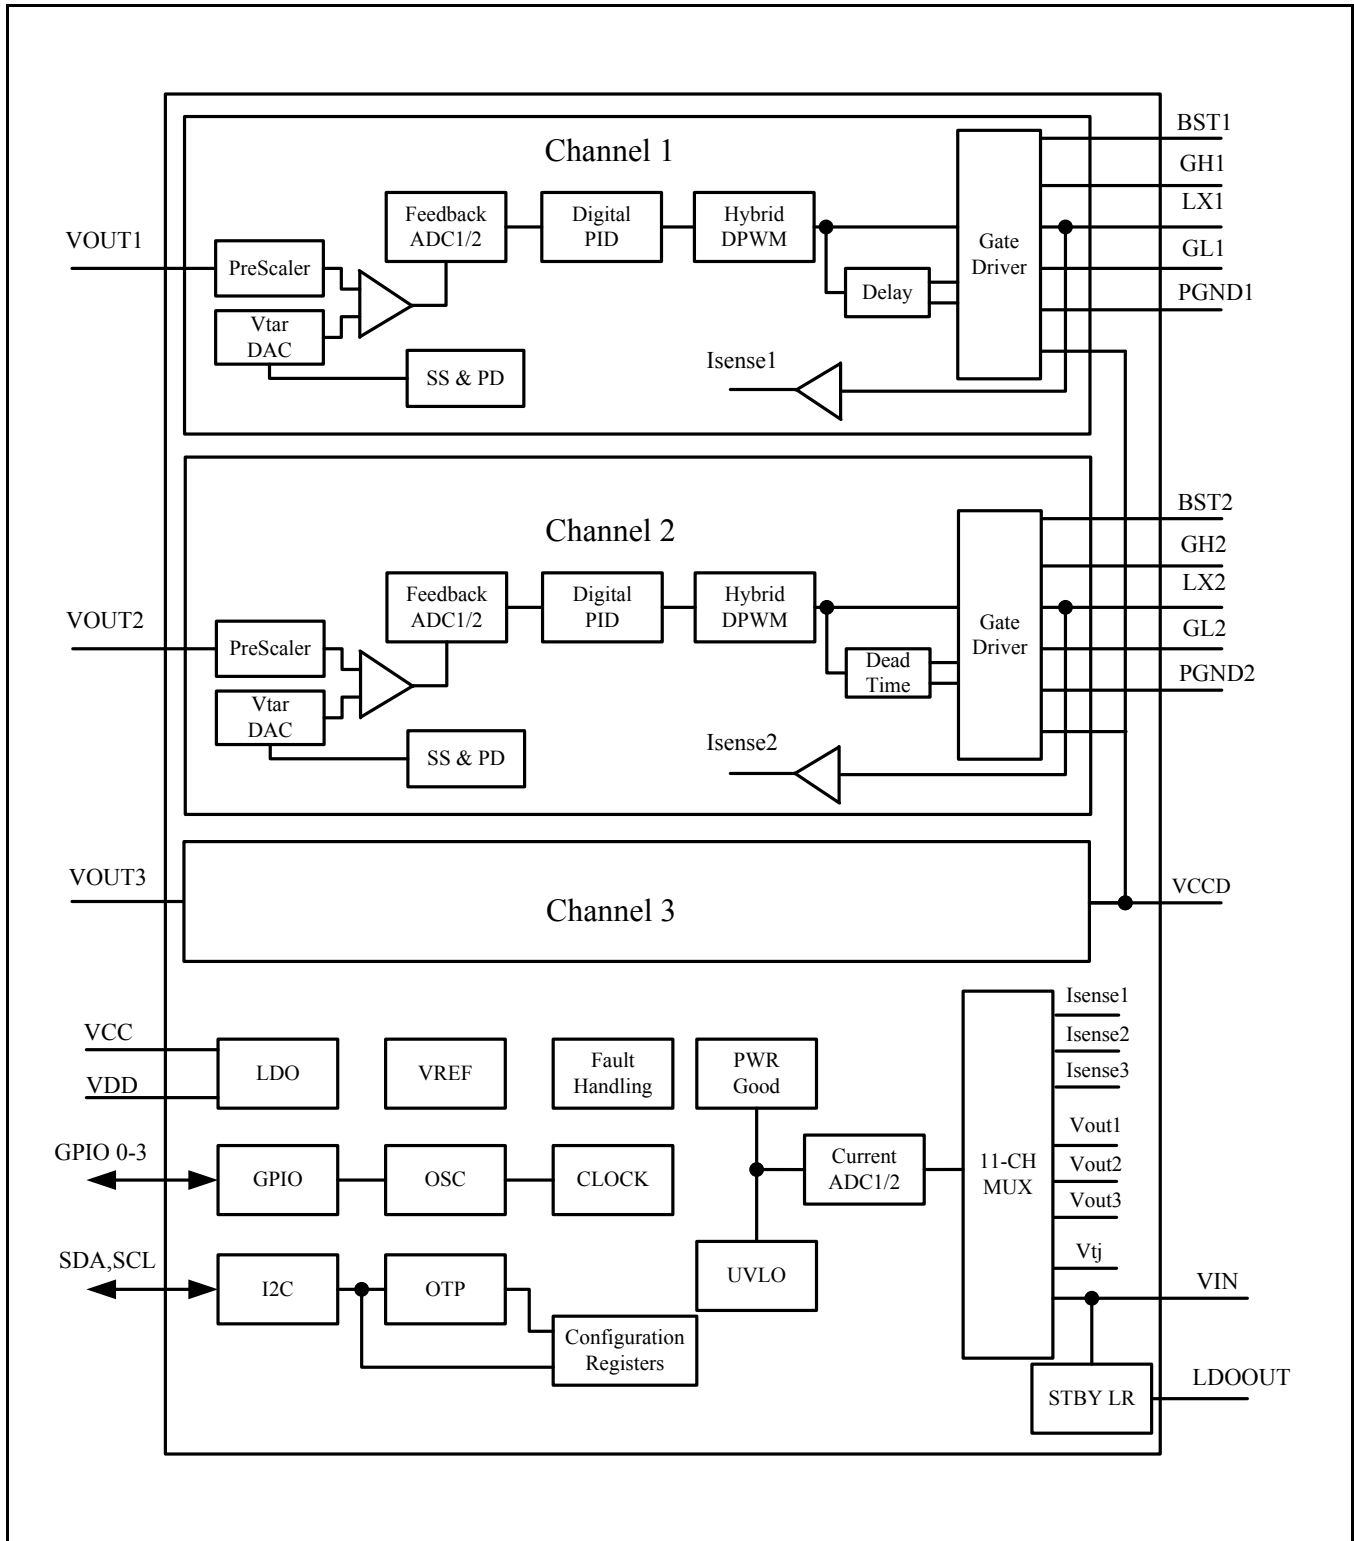 Channel 1
BST1
GH1
LX1
GL1
PGND1
VOUT1
PreScaler
Vtar
DAC
SS & PD
Feedback
ADC1/2
Digital
PID
Hybrid
DPWM
Delay
Gate
Driver
Isense1
Channel 2
BST2
GH2
LX2
GL2
PGND2
VOUT2
PreScaler
Vtar
DAC
SS & PD
Feedback
ADC1/2
Digital
PID
Hybrid
DPWM
Dead
Time
Gate
Driver
Isense2
VOUT3
Channel 3
VCCD
VCC
VDD
LDO
VREF
Fault
Handling
PWR
Good
GPIO 0-3
GPIO
OSC
CLOCK
Current
ADC1/2
11-CH
MUX
Isense1
Isense2
Isense3
Vout1
Vout2
Vout3
Vtj
SDA,SCL
I2C
OTP
Configuration
Registers
UVLO
VIN
STBY LR
LDOOUT